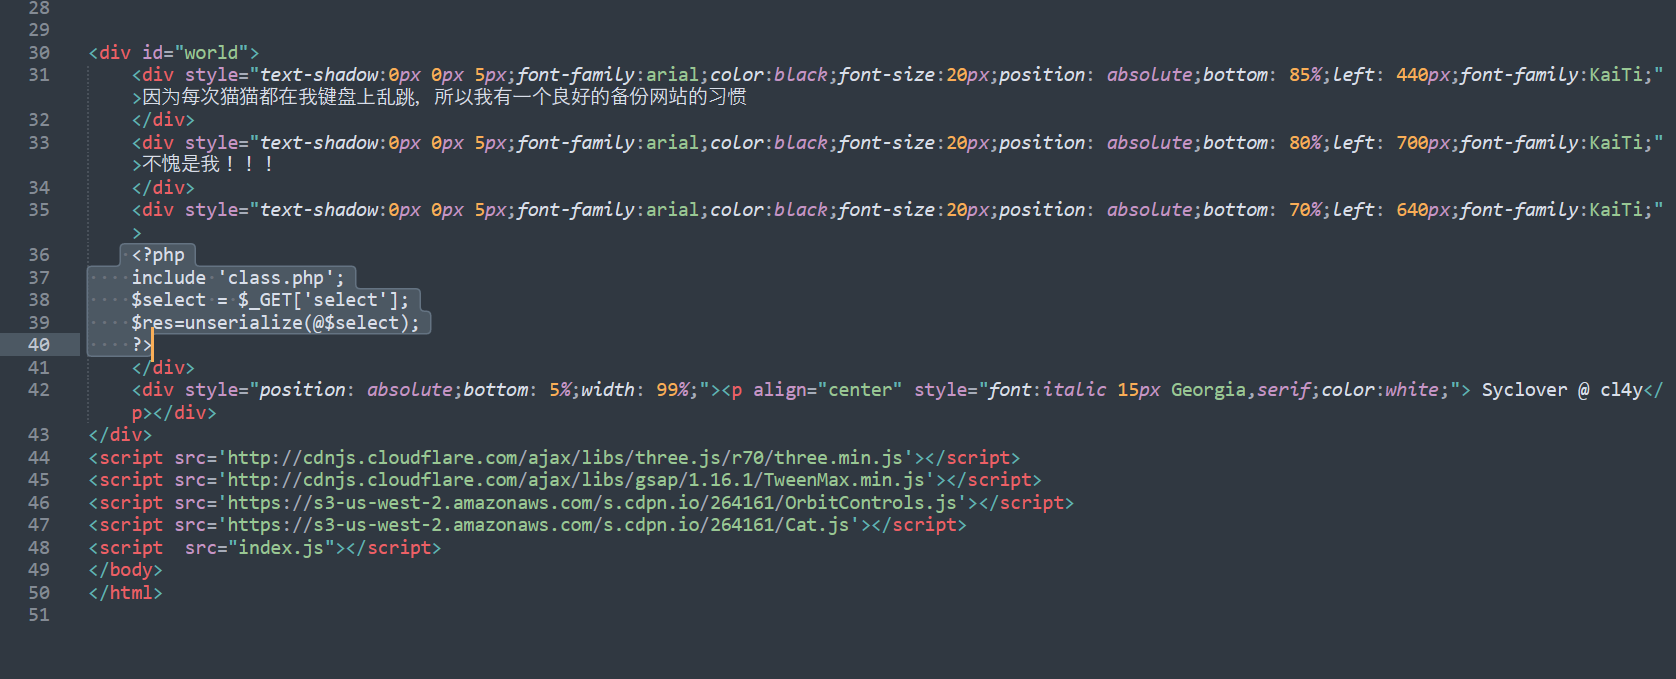 28
29
30 <div id="world">
31 <div style="text-shadow:0px 0px 5px;font-family:arial;color:black;font-size:20px;position: absolute;bottom: 85%;left: 440px;font-family:KaiTi;"
>因为每次猫猫都在我键盘上乱跳，所以我有一个良好的备份网站的习惯
32 </div>
33 <div style="text-shadow:0px 0px 5px;font-family:arial;color:black;font-size:20px;position: absolute;bottom: 80%;left: 700px;font-family:KaiTi;"
>不愧是我！！！
34 </div>
35 <div style="text-shadow:0px 0px 5px;font-family:arial;color:black;font-size:20px;position: absolute;bottom: 70%;left: 640px;font-family:KaiTi;"
>
36 <?php
37 include 'class.php';
38 $select = $_GET['select'];
39 $res=unserialize(@$select);
40 ?>
41 </div>
42 <div style="position: absolute;bottom: 5%;width: 99%;"><p align="center" style="font:italic 15px Georgia,serif;color:white;"> Syclover @ cl4y</
p></div>
43 </div>
44 <script src='http://cdnjs.cloudflare.com/ajax/libs/three.js/r70/three.min.js'></script>
45 <script src='http://cdnjs.cloudflare.com/ajax/libs/gsap/1.16.1/TweenMax.min.js'></script>
46 <script src='https://s3-us-west-2.amazonaws.com/s.cdpn.io/264161/OrbitControls.js'></script>
47 <script src='https://s3-us-west-2.amazonaws.com/s.cdpn.io/264161/Cat.js'></script>
48 <script  src="index.js"></script>
49 </body>
50 </html>
51